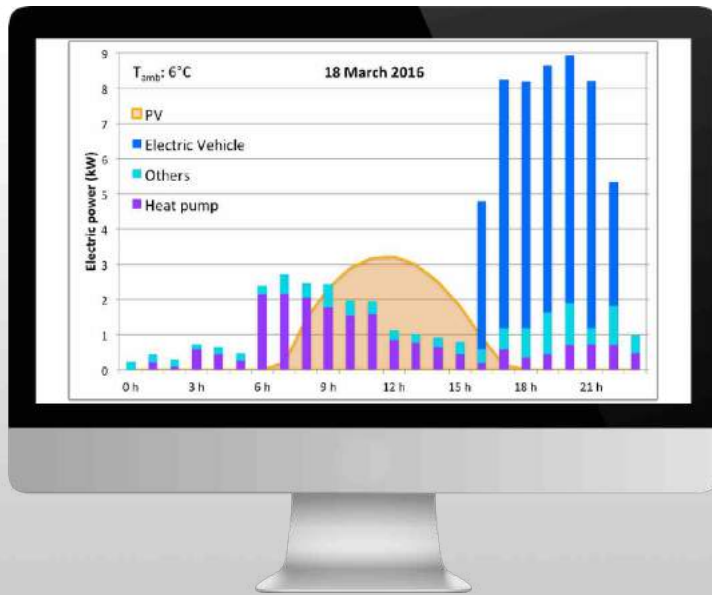 T_amb: 6°C
18 March 2016
PV
Electric Vehicle
Others
Heat pump
Electric power (kW)
9
8
7
6
5
4
3
2
1
0
0 h
3 h
6 h
9 h
12 h
15 h
18 h
21 h